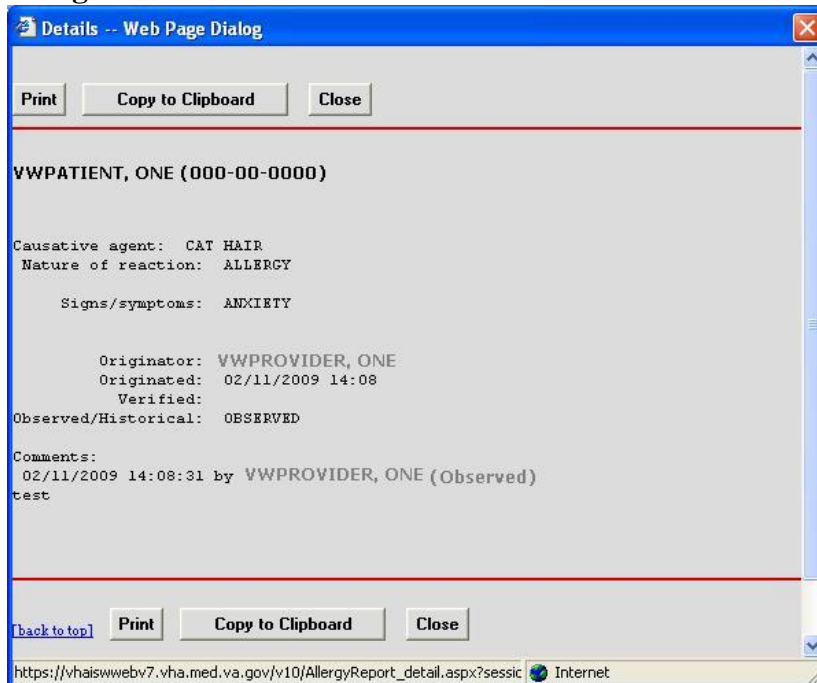 Details -- Web Page Dialog
Print Copy to Clipboard Close
VWPATIENT, ONE (000-00-0000)
Causative agent: CAT HAIR
Nature of reaction: ALLERGY
Signs/symptoms: ANXIETY
Originator: VWPROVIDER, ONE
Originated: 02/11/2009 14:08
Verified:
Observed/Historical: OBSERVED
Comments:
02/11/2009 14:08:31 by VWPROVIDER, ONE (Observed)
test
[back to top] Print Copy to Clipboard Close
https://vhaiswwebv7.vha.med.va.gov/v10/AllergyReport_detail.aspx?sessic Internet